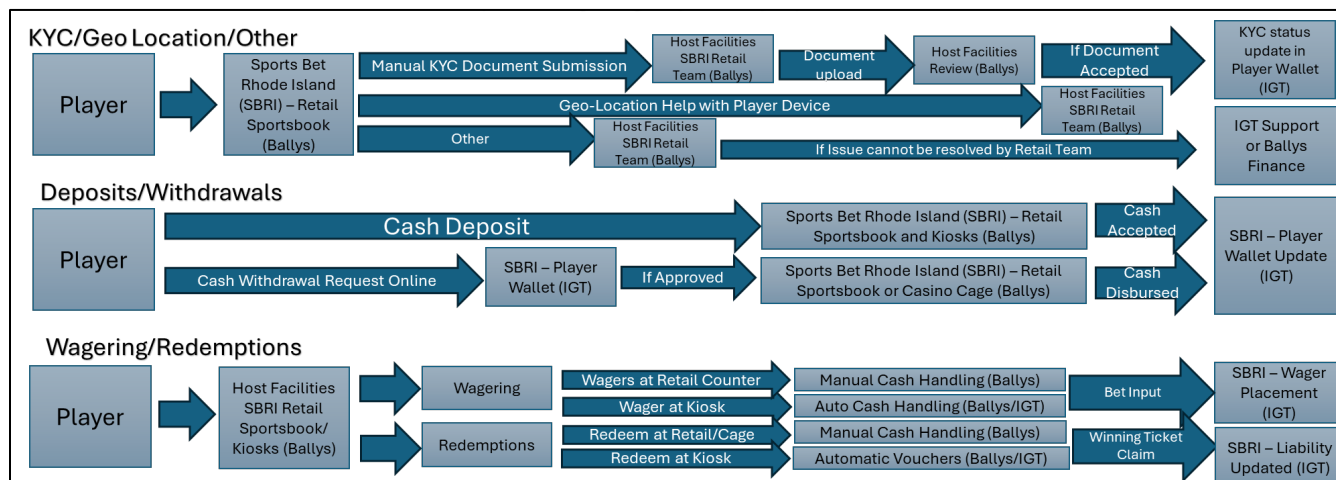 KYC/Geo Location/Other
Player
Sports Bet
Rhode Island
(SBRI) – Retail
Sportsbook
(Ballys)
Manual KYC Document Submission
Host Facilities
SBRI Retail
Team (Ballys)
Document
upload
Host Facilities
Review (Ballys)
If Document
Accepted
KYC status
update in
Player Wallet
(IGT)
Geo-Location Help with Player Device
Host Facilities
SBRI Retail
Team (Ballys)
Other
Host Facilities
SBRI Retail
Team (Ballys)
If Issue cannot be resolved by Retail Team
IGT Support
or Ballys
Finance
Deposits/Withdrawals
Player
Cash Deposit
Sports Bet Rhode Island (SBRI) – Retail
Sportsbook and Kiosks (Ballys)
Cash
Accepted
Cash Withdrawal Request Online
SBRI – Player
Wallet (IGT)
If Approved
Sports Bet Rhode Island (SBRI) – Retail
Sportsbook or Casino Cage (Ballys)
Cash
Disbursed
SBRI – Player
Wallet Update
(IGT)
Wagering/Redemptions
Player
Host Facilities
SBRI Retail
Sportsbook/
Kiosks (Ballys)
Wagering
Wagers at Retail Counter
Manual Cash Handling (Ballys)
Wager at Kiosk
Auto Cash Handling (Ballys/IGT)
Bet Input
SBRI – Wager
Placement
(IGT)
Redemptions
Redeem at Retail/Cage
Manual Cash Handling (Ballys)
Redeem at Kiosk
Automatic Vouchers (Ballys/IGT)
Winning Ticket
Claim
SBRI – Liability
Updated (IGT)